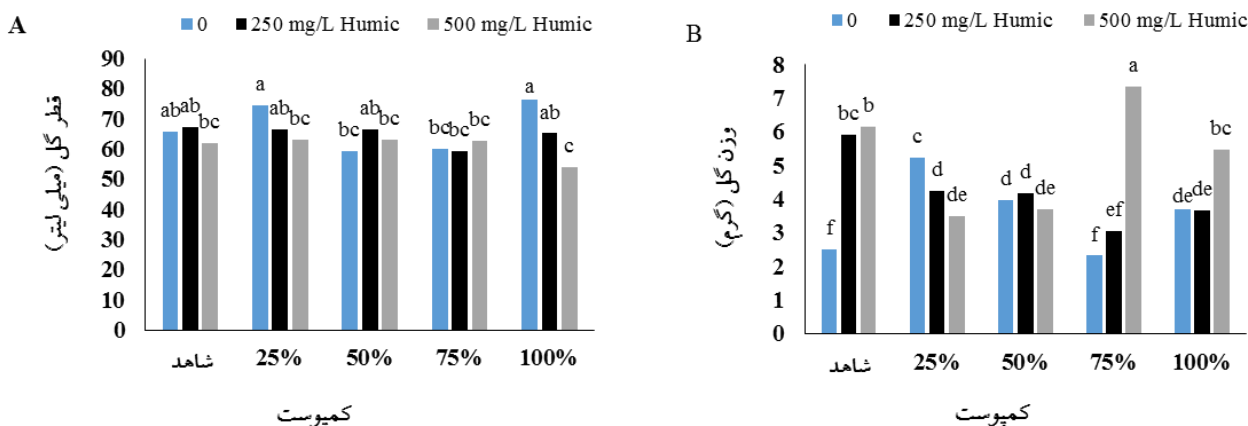 A
0 250 mg/L Humic 500 mg/L Humic
قطر گل (میلی لیتر)
90
80
70
60
50
40
30
20
10
0
ab ab bc
a ab bc
bc ab bc
bc bc bc
a ab c
شاهد 25% 50% 75% 100%
کمپوست
B
0 250 mg/L Humic 500 mg/L Humic
وزن گل (گرم)
8
7
6
5
4
3
2
1
0
f bc b
c d de
d d de
f ef a
de de bc
شاهد 25% 50% 75% 100%
کمپوست